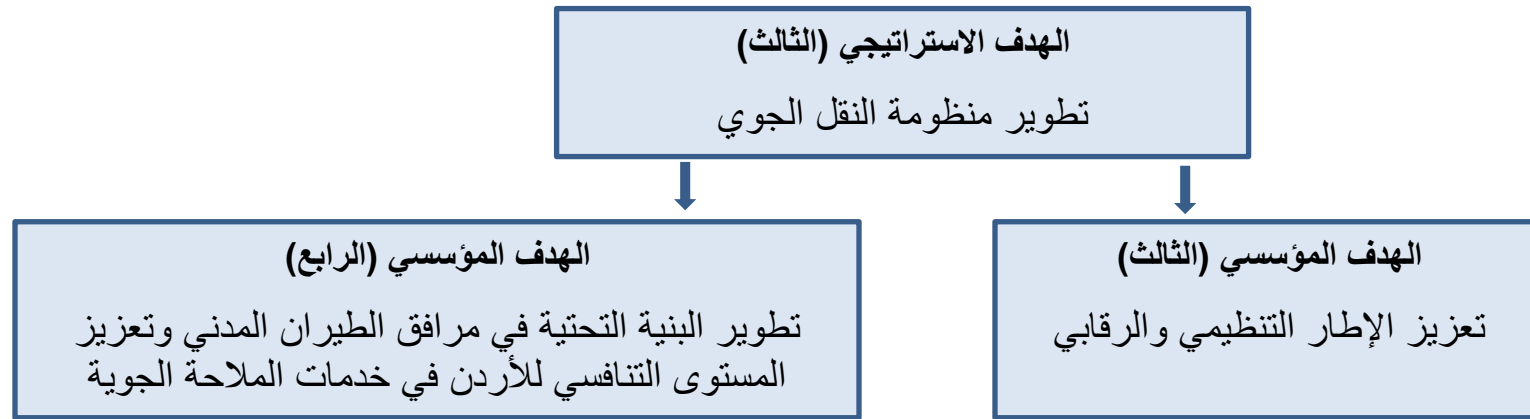 الهدف الاستراتيجي (الثالث)
تطوير منظومة النقل الجوي
الهدف المؤسسي (الثالث)
تعزيز الإطار التنظيمي والرقابي
الهدف المؤسسي (الرابع)
تطوير البنية التحتية في مرافق الطيران المدني وتعزيز
المستوى التنافسي للأردن في خدمات الملاحة الجوية